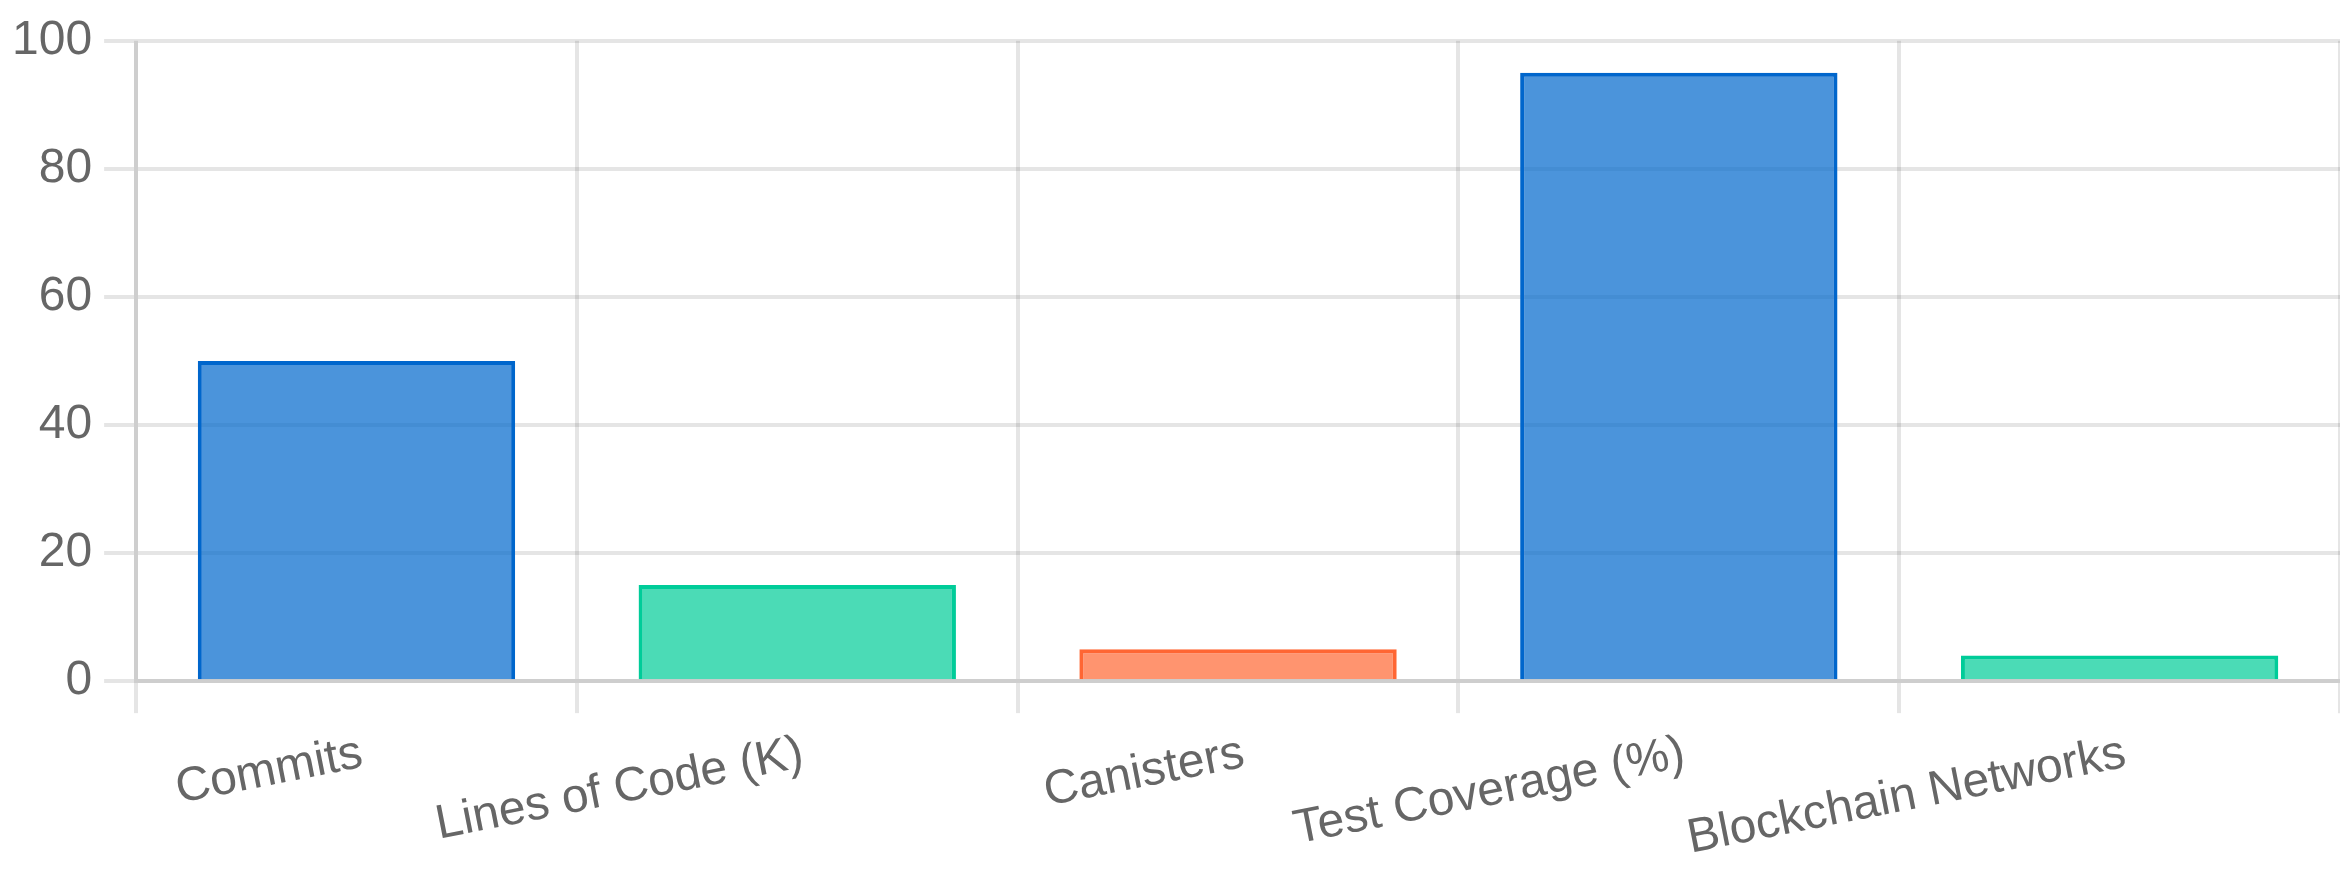 100
80
60
40
20
0
Commits
Lines of Code (K)
Canisters
Test Coverage (%)
Blockchain Networks